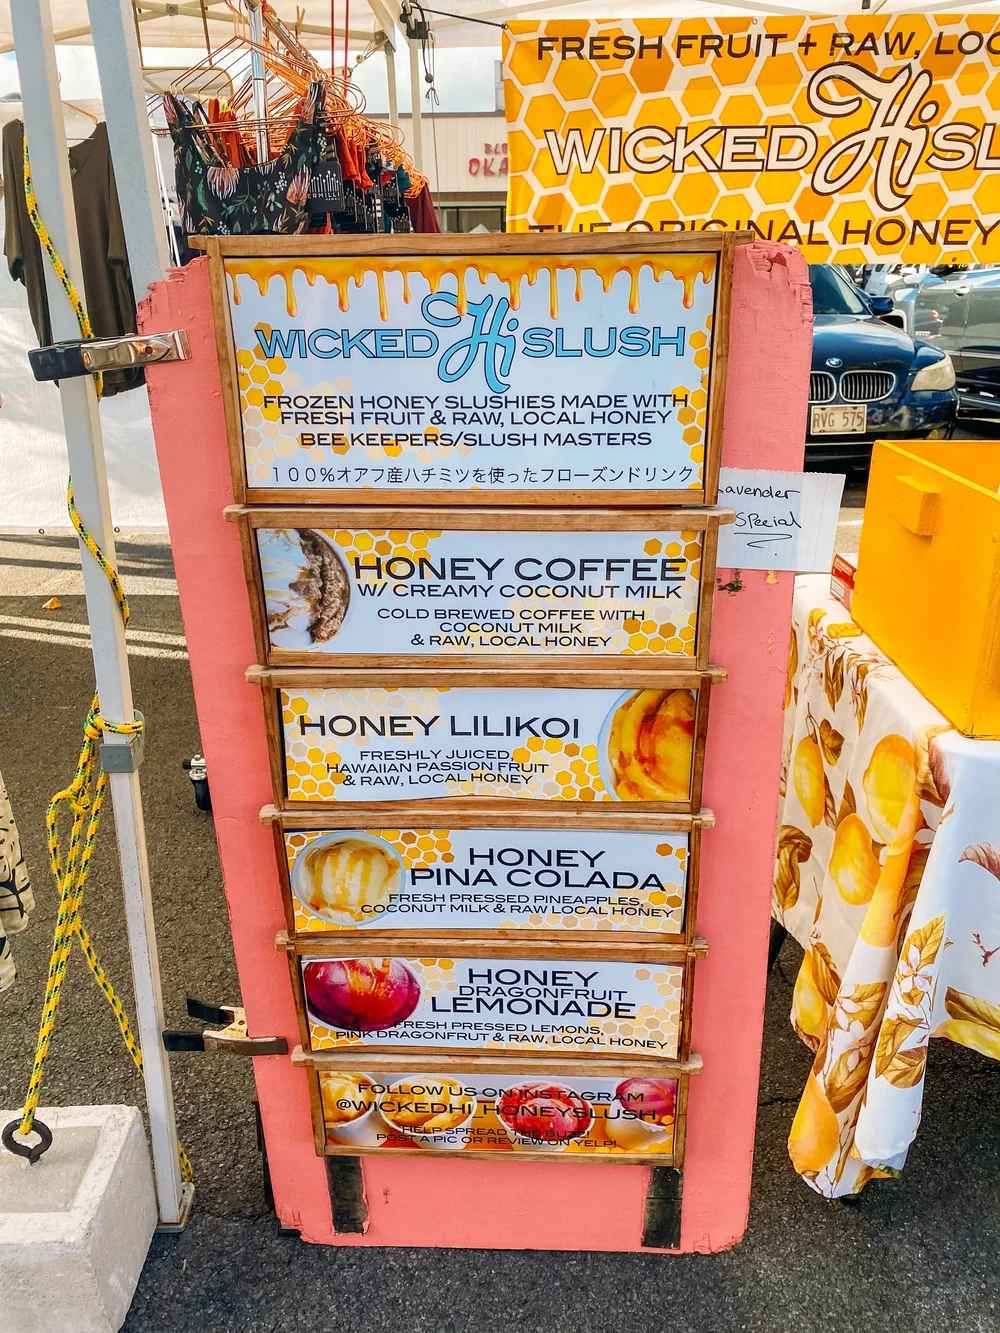 FRESH FRUIT + RAW, LOC
WICKED Hi SL
THE ORIGINAL HONEY
OKA
WICKED Hi SLUSH
FROZEN HONEY SLUSHIES MADE WITH
FRESH FRUIT & RAW, LOCAL HONEY
BEE KEEPERS/SLUSH MASTERS
100%オアフ産ハチミツを使ったフローズンドリンク
RVG 575
avender
Special
HONEY COFFEE
W/ CREAMY COCONUT MILK
COLD BREWED COFFEE WITH
COCONUT MILK
& RAW, LOCAL HONEY
HONEY LILIKOI
FRESHLY JUICED,
HAWAIIAN PASSION FRUIT
& RAW, LOCAL HONEY
HONEY
PINA COLADA
FRESH PRESSED PINEAPPLES,
COCONUT MILK & RAW LOCAL HONEY
HONEY
DRAGONFRUIT
LEMONADE
FRESH PRESSED LEMONS,
PINK DRAGONFRUT & RAW, LOCAL HONEY
FOLLOW US ON INSTAGRAM
@WICKEDHI_HONEYSLUSH
HELP SPREAD THE BUZZ!
POST A PIC OR REVIEW ON YELP!